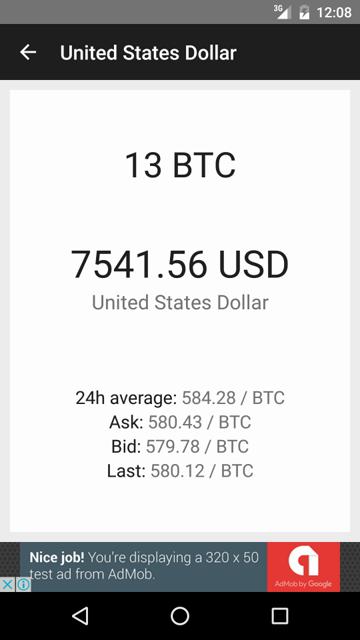 3G 12:08
United States Dollar
13 BTC
7541.56 USD
United States Dollar
24h average: 584.28 / BTC
Ask: 580.43 / BTC
Bid: 579.78 / BTC
Last: 580.12 / BTC
Nice job! You're displaying a 320 x 50
test ad from AdMob.
AdMob by Google